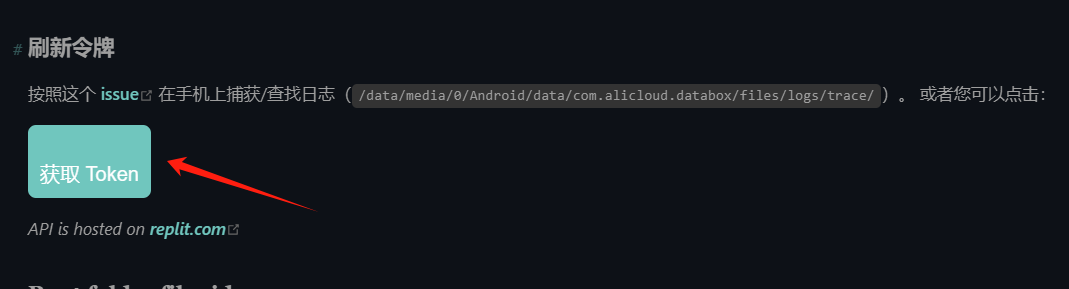 # 刷新令牌
按照这个 issue 在手机上捕获/查找日志（/data/media/0/Android/data/com.alicloud.databox/files/logs/trace/）。 或者您可以点击：
获取 Token
API is hosted on replit.com